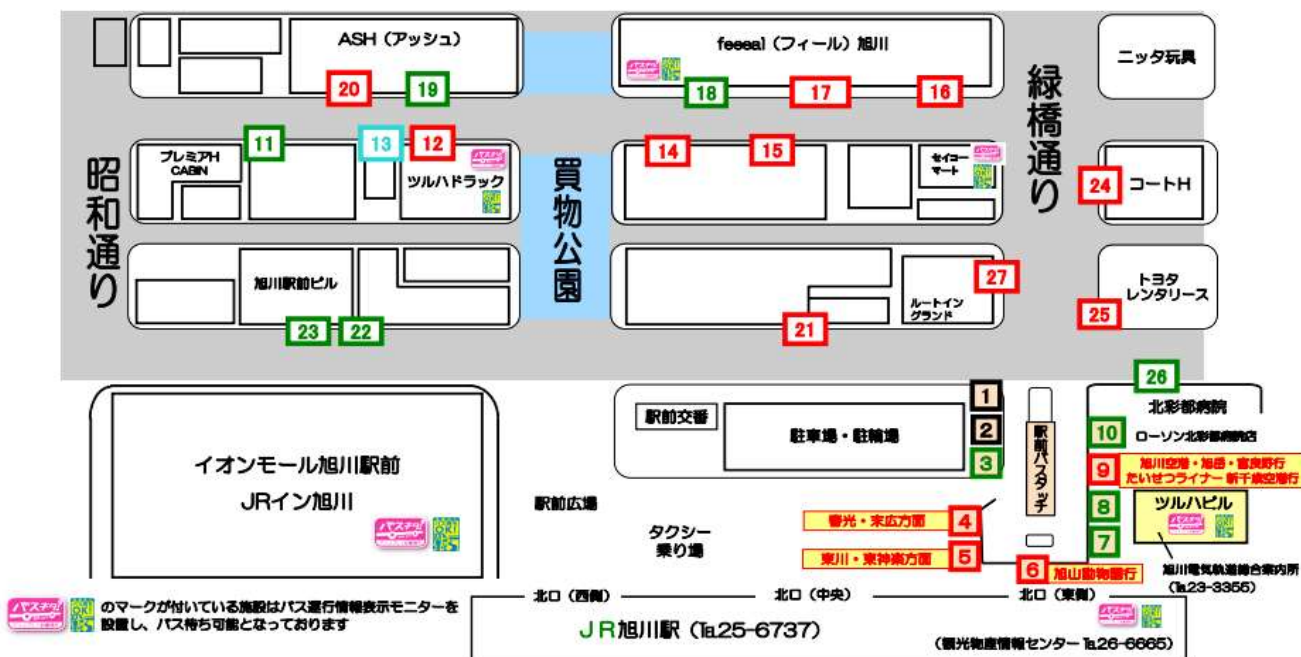 ASH（アッシュ）
feeeal（フィール）旭川
ニッタ玩具
20
19
18
17
16
緑橋通り
昭和通り
買物公園
11
13
12
14
15
プレミアH
CABIN
ツルハドラック
セイコー
マート
24
コートH
旭川駅前ビル
27
ルートイン
グランド
トヨタ
レンタリース
25
23
22
21
26
北彩都病院
1
2
3
駅前交番
駐車場・駐輪場
駅前バスタッチ
10
ローソン北彩都病院店
9
旭川空港・旭岳・富良野行
たいせつライナー 新千歳空港行
イオンモール旭川駅前
JRイン旭川
駅前広場
タクシー
乗り場
春光・末広方面
4
東川・東神楽方面
5
6
旭山動物園行
8
7
ツルハビル
旭川電気軌道総合案内所
（℡23-3355）
のマークが付いている施設はバス運行情報表示モニターを
設置し、バス待ち可能となっております
北口（西側）
北口（中央）
北口（東側）
JR旭川駅（℡25-6737）
（観光物産情報センター℡26-6665）